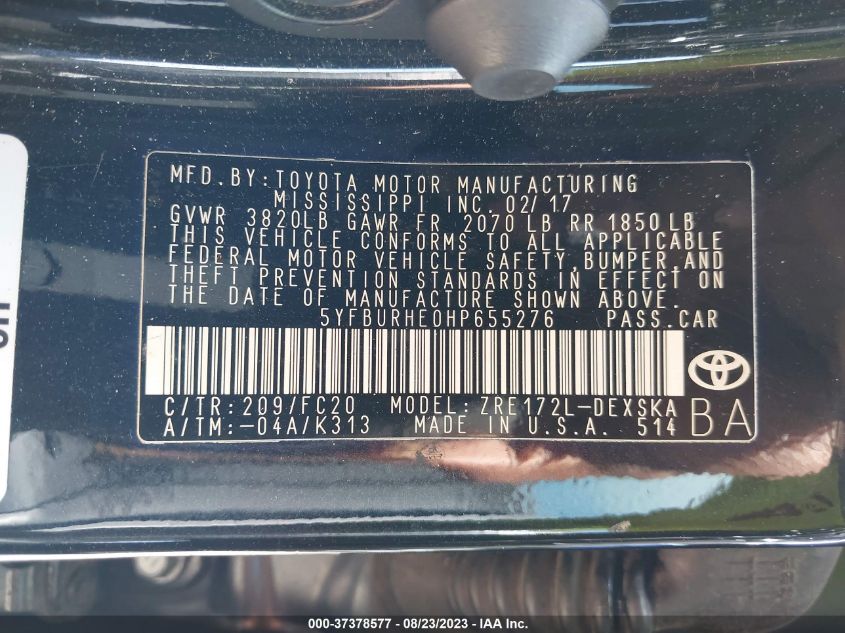 MFD. BY: TOYOTA MOTOR MANUFACTURING
MISSISSIPPI INC. 02/17
GVWR 3820LB GAWR FR 2070 LB RR 1850 LB
THIS VEHICLE CONFORMS TO ALL APPLICABLE
FEDERAL MOTOR VEHICLE SAFETY, BUMPER, AND
THEFT PREVENTION STANDARDS IN EFFECT ON
THE DATE OF MANUFACTURE SHOWN ABOVE.
5YFBURHE0HP655276 PASS. CAR
C/TR: 209/FC20 MODEL: ZRE172L-DEXSKA
A/TM: -04A/K313 MADE IN U.S.A. 514 BA
000-37378577 - 08/23/2023 - IAA Inc.